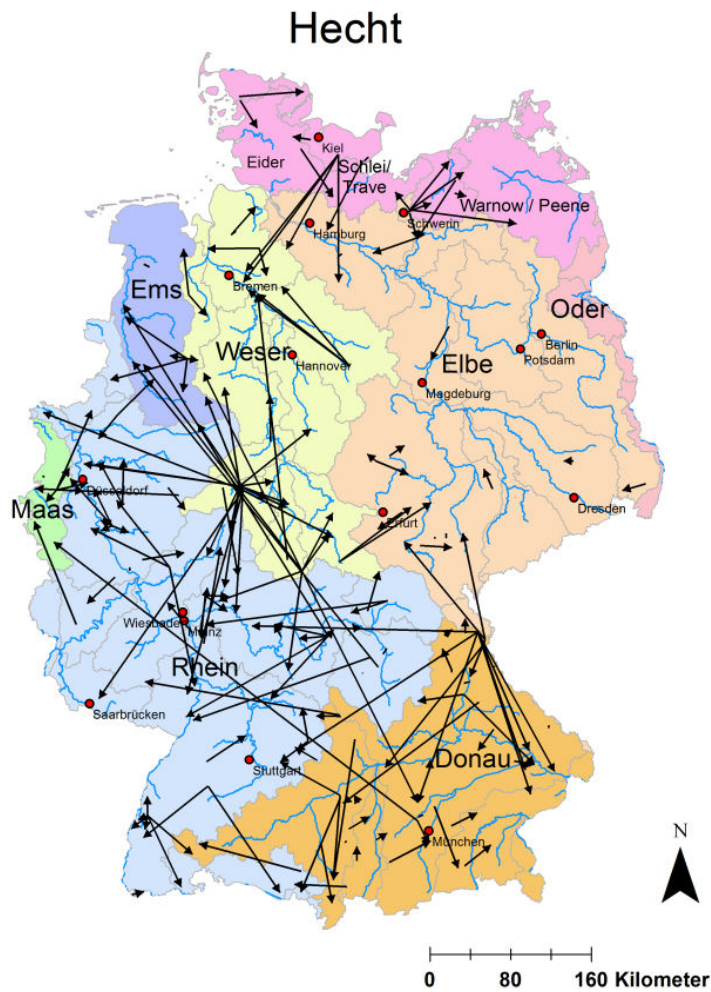 Hecht
Kiel
Eider
Schlei/
Trave
Warnow / Peene
Schwerin
Hamburg
Ems
Bremen
Oder
Berlin
Weser
Hannover
Elbe
Potsdam
Magdeburg
Düsseldorf
Maas
Erfurt
Dresden
Wiesbaden
Mainz
Rhein
Saarbrücken
Donau
Stuttgart
München
N
0 80 160 Kilometer